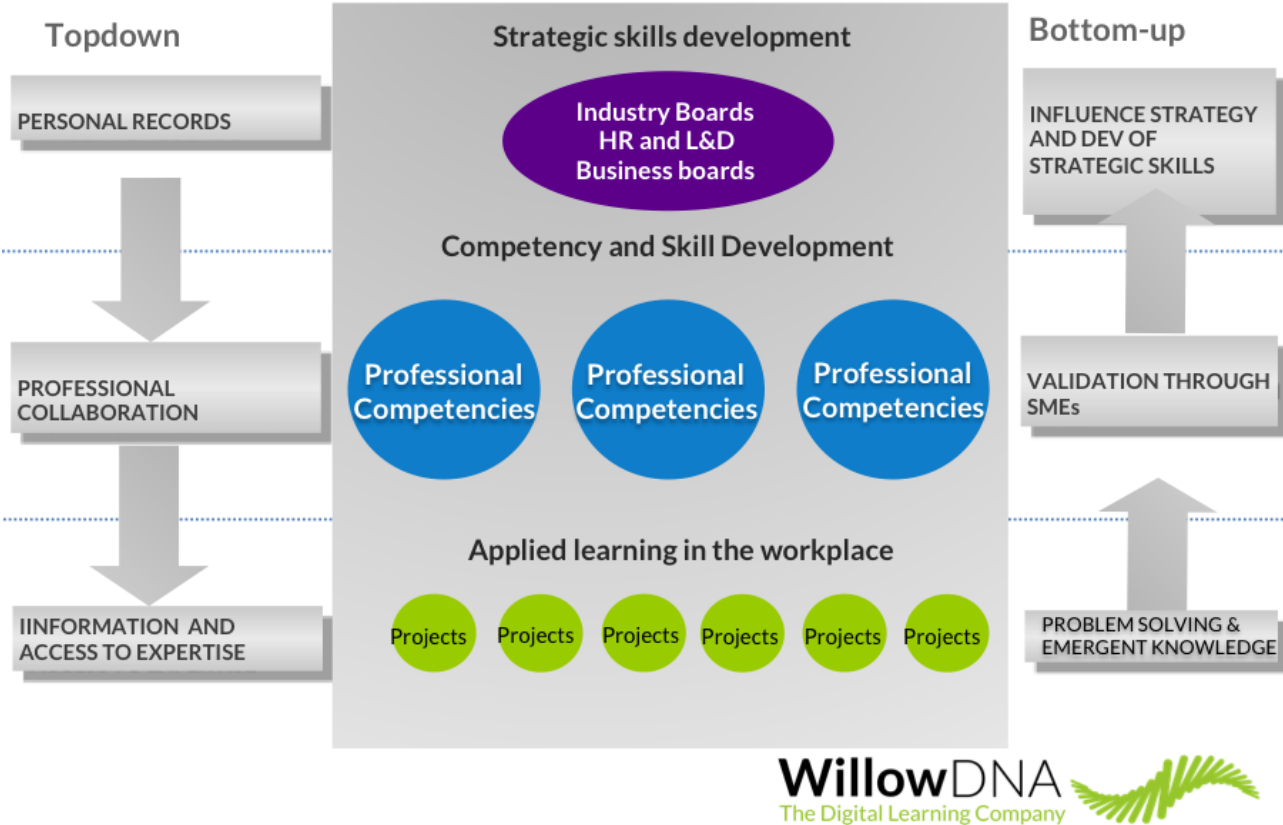 Topdown
Strategic skills development
Bottom-up
PERSONAL RECORDS
Industry Boards
HR and L&D
Business boards
INFLUENCE STRATEGY
AND DEV OF
STRATEGIC SKILLS
Competency and Skill Development
PROFESSIONAL
COLLABORATION
Professional
Competencies
Professional
Competencies
Professional
Competencies
VALIDATION THROUGH
SMEs
Applied learning in the workplace
IINFORMATION AND
ACCESS TO EXPERTISE
Projects
Projects
Projects
Projects
Projects
Projects
PROBLEM SOLVING &
EMERGENT KNOWLEDGE
WillowDNA
The Digital Learning Company